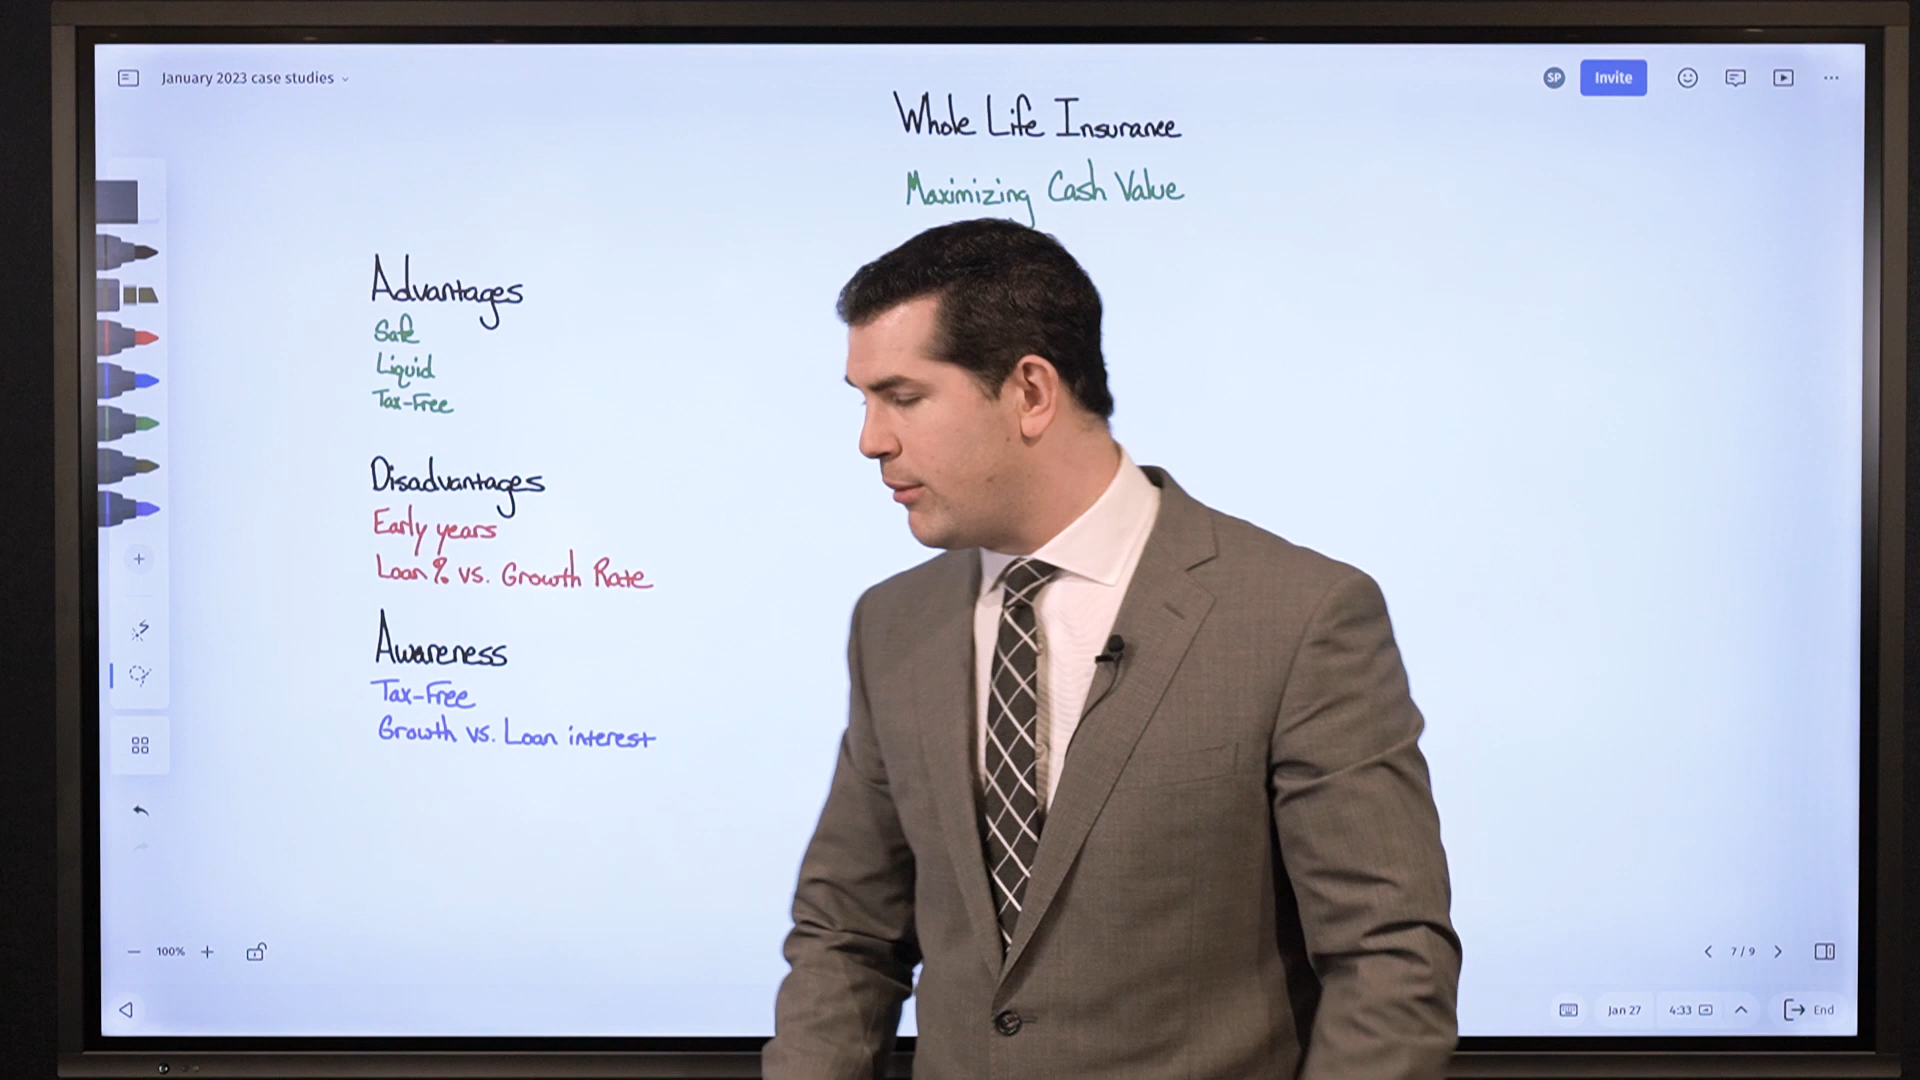 January 2023 case studies
SP
Invite
Whole Life Insurance
Maximizing Cash Value
Advantages
Safe
Liquid
Tax-Free
Disadvantages
Early years
Loan % vs. Growth Rate
Awareness
Tax-Free
Growth vs. Loan interest
100%
7 / 9
Jan 27
4:33
End